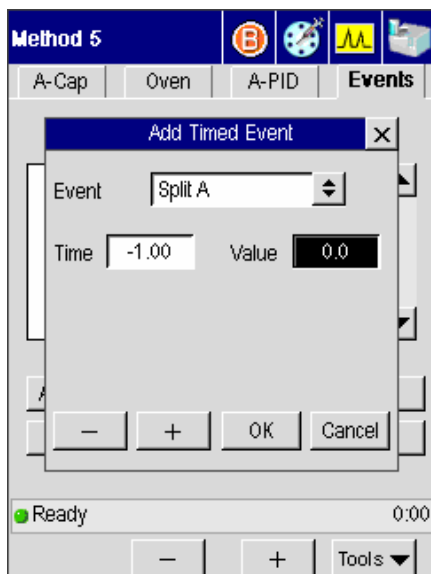 Method 5
B
A-Cap Oven A-PID Events
Add Timed Event
Event Split A
Time -1.00 Value 0.0
− + OK Cancel
Ready 0:00
− + Tools